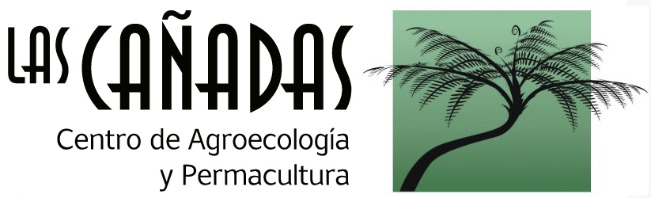 LAS CAÑADAS
Centro de Agroecología
y Permacultura